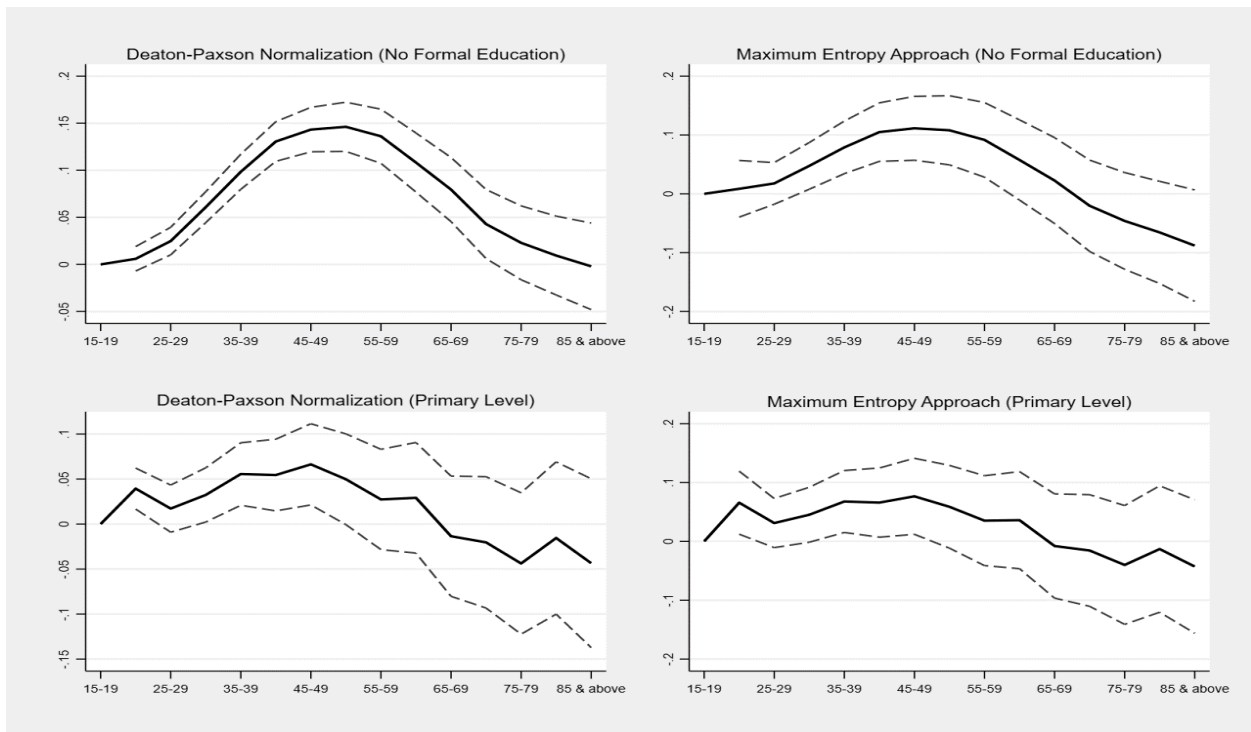 Deaton-Paxson Normalization (No Formal Education)
.2
.15
.1
.05
0
-.05
15-19 25-29 35-39 45-49 55-59 65-69 75-79 85 & above
Maximum Entropy Approach (No Formal Education)
.2
.1
0
-.1
-.2
15-19 25-29 35-39 45-49 55-59 65-69 75-79 85 & above
Deaton-Paxson Normalization (Primary Level)
.1
.05
0
-.05
-.1
-.15
15-19 25-29 35-39 45-49 55-59 65-69 75-79 85 & above
Maximum Entropy Approach (Primary Level)
.2
.1
0
-.1
-.2
15-19 25-29 35-39 45-49 55-59 65-69 75-79 85 & above